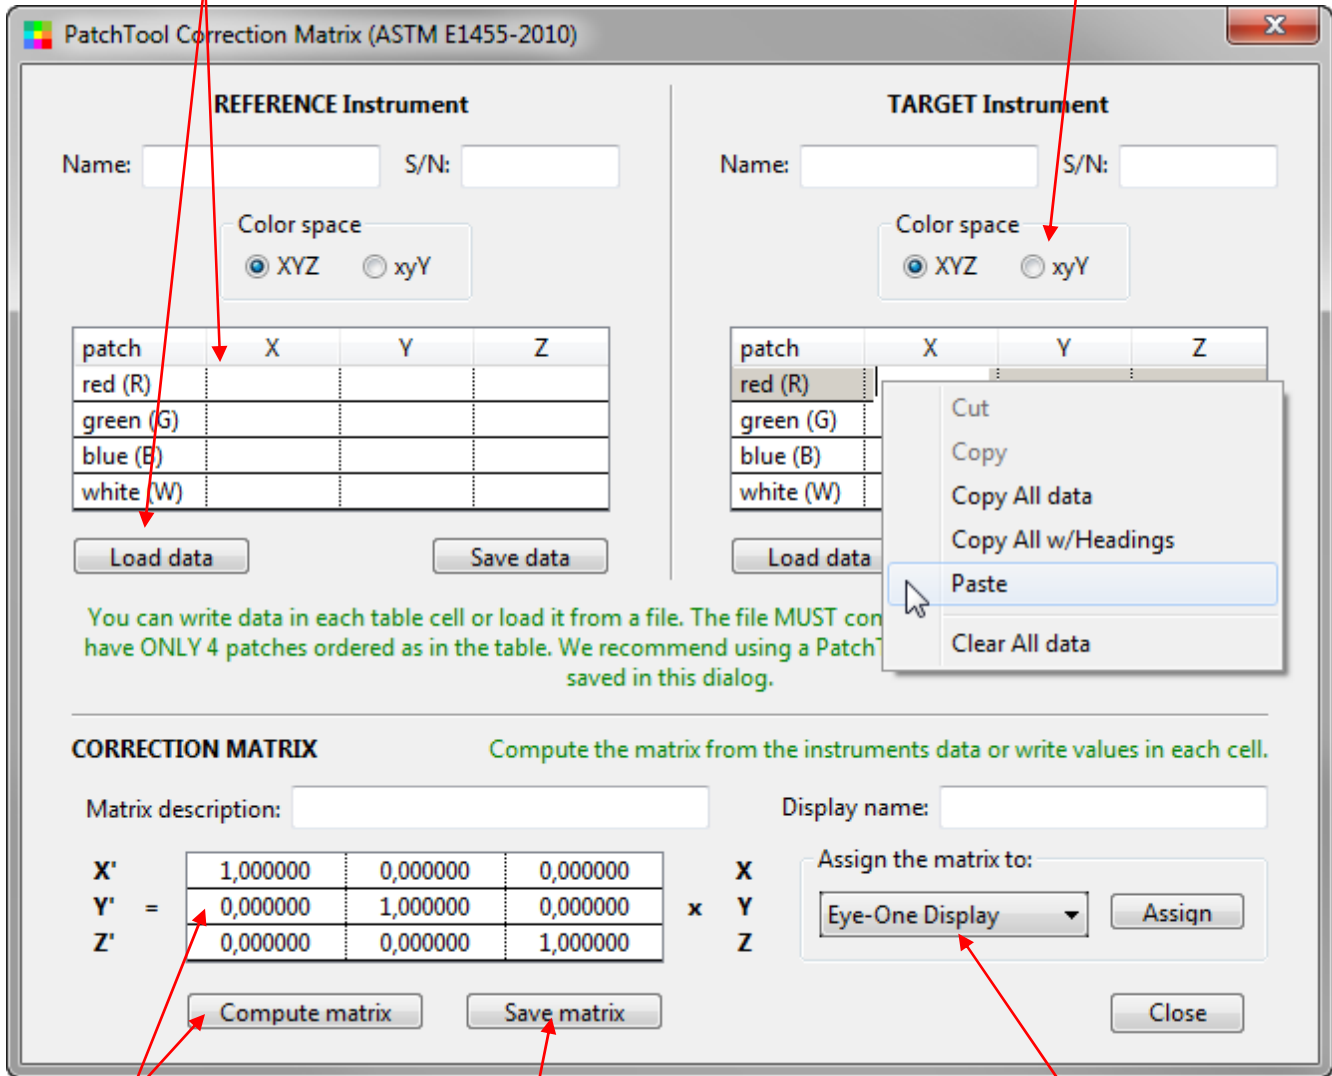 PatchTool Correction Matrix (ASTM E1455-2010)
REFERENCE Instrument
Name: S/N:
Color space
XYZ xyY
patch X Y Z
red (R)
green (G)
blue (B)
white (W)
Load data Save data
TARGET Instrument
Name: S/N:
Color space
XYZ xyY
patch X Y Z
red (R)
green (G)
blue (B)
white (W)
Load data
Cut
Copy
Copy All data
Copy All w/Headings
Paste
Clear All data
You can write data in each table cell or load it from a file. The file MUST con
have ONLY 4 patches ordered as in the table. We recommend using a PatchT
saved in this dialog.
CORRECTION MATRIX Compute the matrix from the instruments data or write values in each cell.
Matrix description: Display name:
X' 1,000000 0,000000 0,000000 X
Y' = 0,000000 1,000000 0,000000 x Y
Z' 0,000000 0,000000 1,000000 Z
Assign the matrix to:
Eye-One Display Assign
Compute matrix Save matrix Close